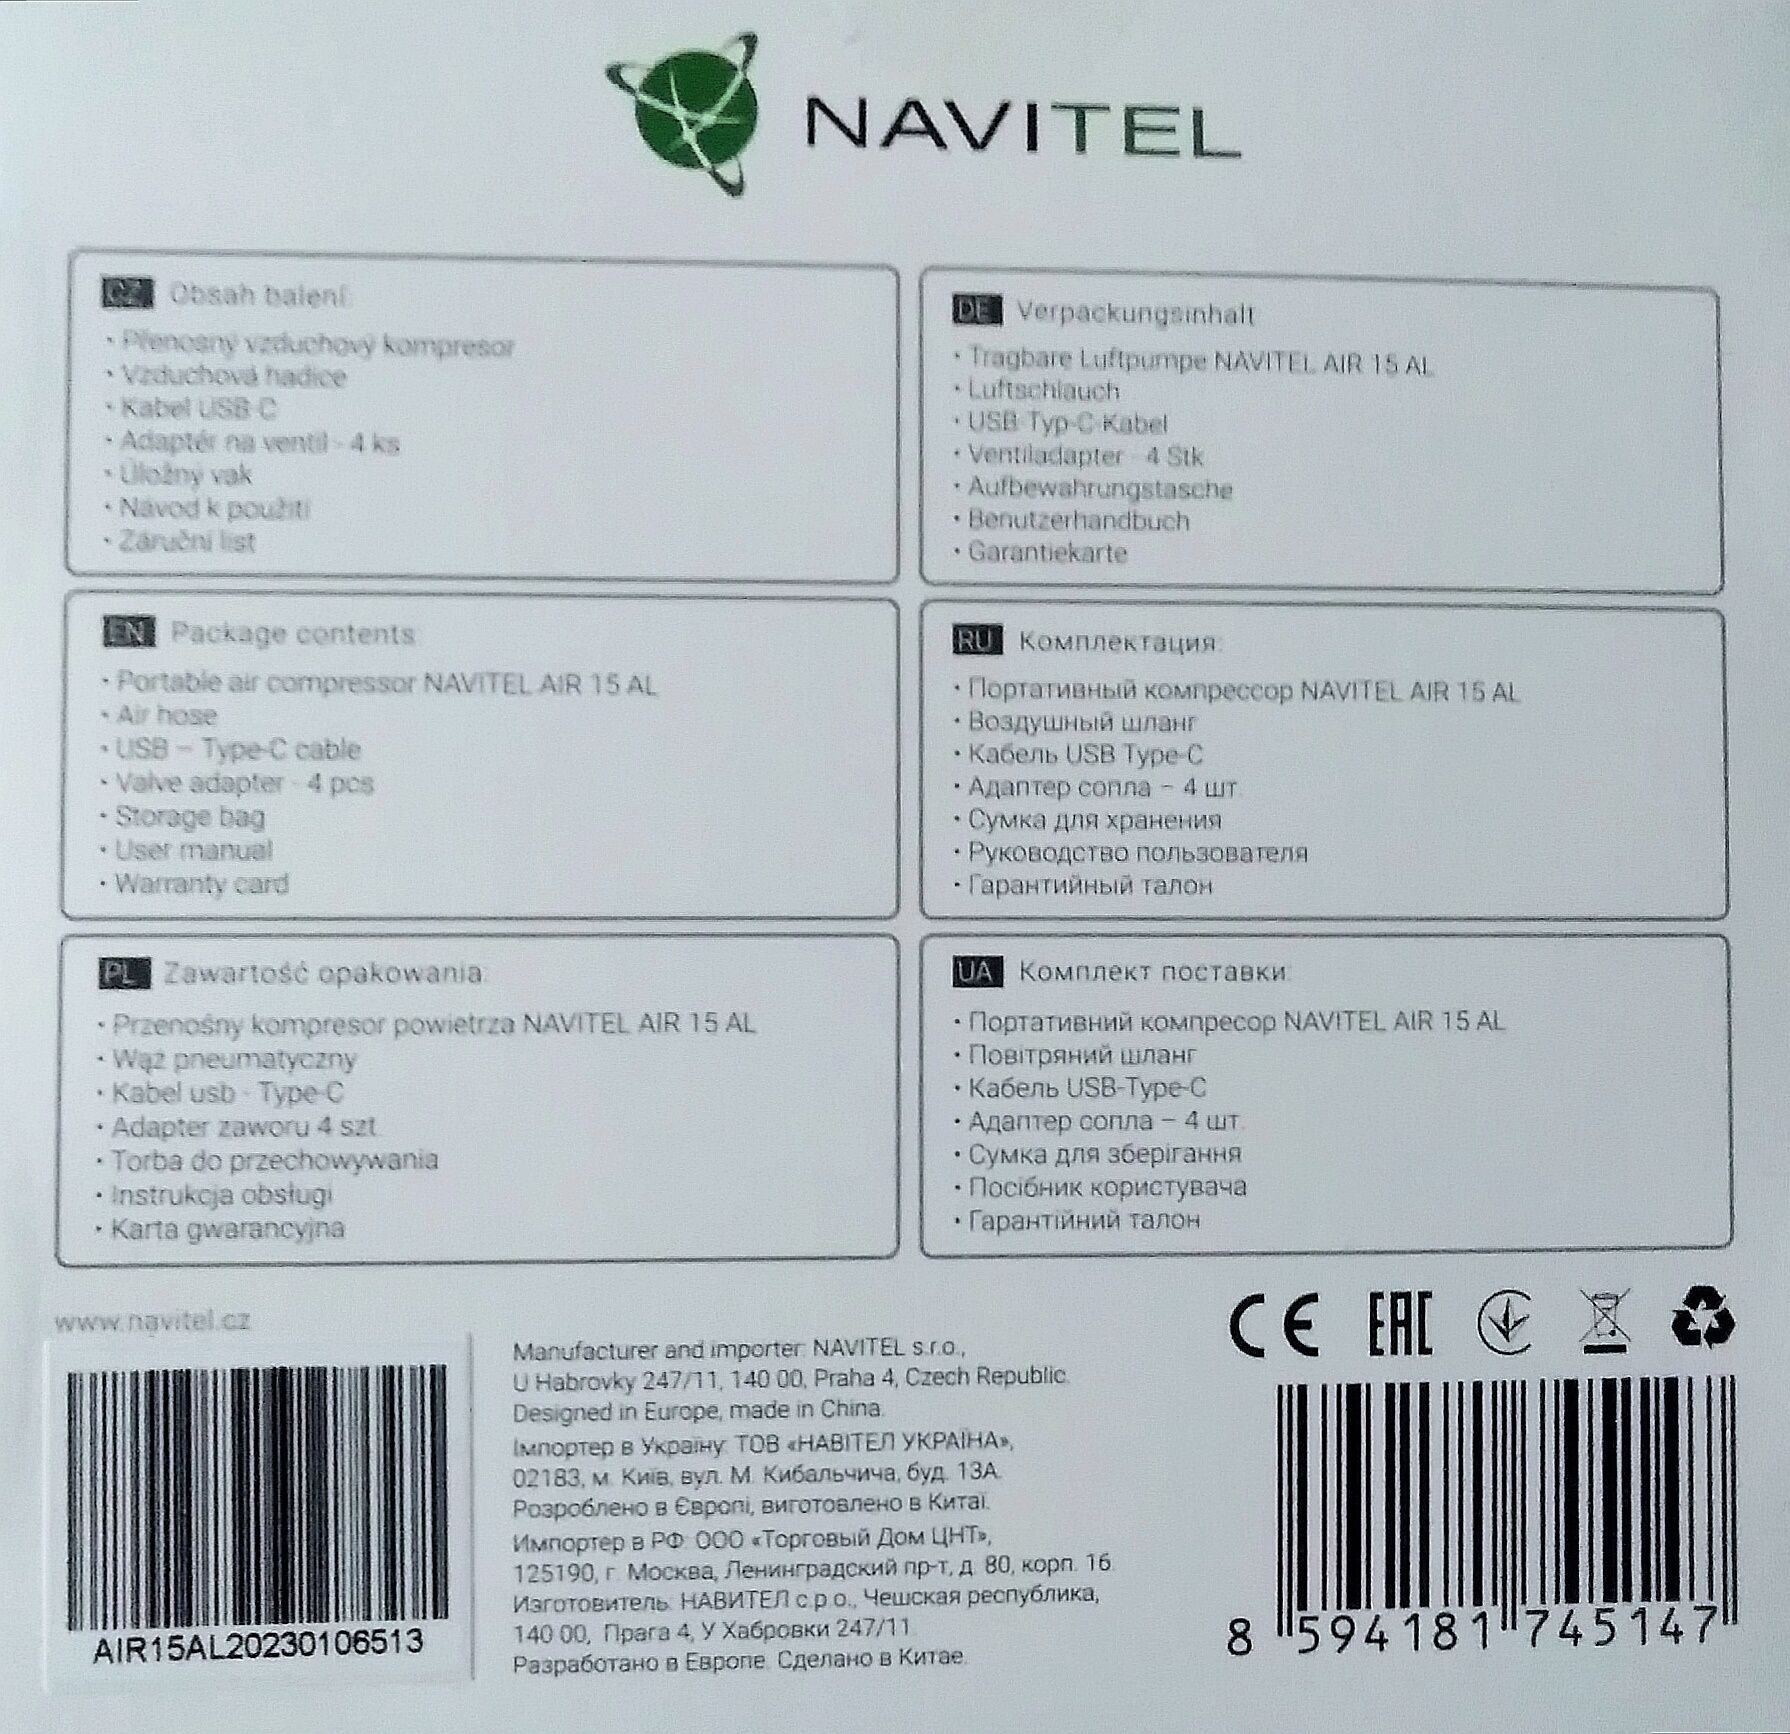 NAVITEL
CZ Obsah balení:
• Přenosný vzduchový kompresor
• Vzduchová hadice
• Kabel USB-C
• Adaptér na ventil - 4 ks
• Úložný vak
• Návod k použití
• Záruční list
DE Verpackungsinhalt
• Tragbare Luftpumpe NAVITEL AIR 15 AL
• Luftschlauch
• USB-Typ-C-Kabel
• Ventiladapter - 4 Stk
• Aufbewahrungstasche
• Benutzerhandbuch
• Garantiekarte
EN Package contents:
• Portable air compressor NAVITEL AIR 15 AL
• Air hose
• USB – Type-C cable
• Valve adapter - 4 pcs
• Storage bag
• User manual
• Warranty card
RU Комплектация:
• Портативный компрессор NAVITEL AIR 15 AL
• Воздушный шланг
• Кабель USB Type-C
• Адаптер сопла – 4 шт.
• Сумка для хранения
• Руководство пользователя
• Гарантийный талон
PL Zawartość opakowania:
• Przenośny kompresor powietrza NAVITEL AIR 15 AL
• Wąż pneumatyczny
• Kabel usb - Type-C
• Adapter zaworu 4 szt.
• Torba do przechowywania
• Instrukcja obsługi
• Karta gwarancyjna
UA Комплект поставки:
• Портативний компресор NAVITEL AIR 15 AL
• Повітряний шланг
• Кабель USB-Type-C
• Адаптер сопла – 4 шт.
• Сумка для зберігання
• Посібник користувача
• Гарантійний талон
www.navitel.cz
AIR15AL20230106513
Manufacturer and importer: NAVITEL s.r.o.,
U Habrovky 247/11, 140 00, Praha 4, Czech Republic.
Designed in Europe, made in China.
Імпортер в Україну: ТОВ «НАВІТЕЛ УКРАЇНА»,
02183, м. Київ, вул. М. Кибальчича, буд. 13А.
Розроблено в Європі, виготовлено в Китаї.
Импортер в РФ: ООО «Торговый Дом ЦНТ»,
125190, г. Москва, Ленинградский пр-т, д. 80, корп. 16.
Изготовитель: НАВИТЕЛ с.р.о., Чешская республика,
140 00, Прага 4, У Хабровки 247/11.
Разработано в Европе. Сделано в Китае.
CE EAC
8 594181 745147